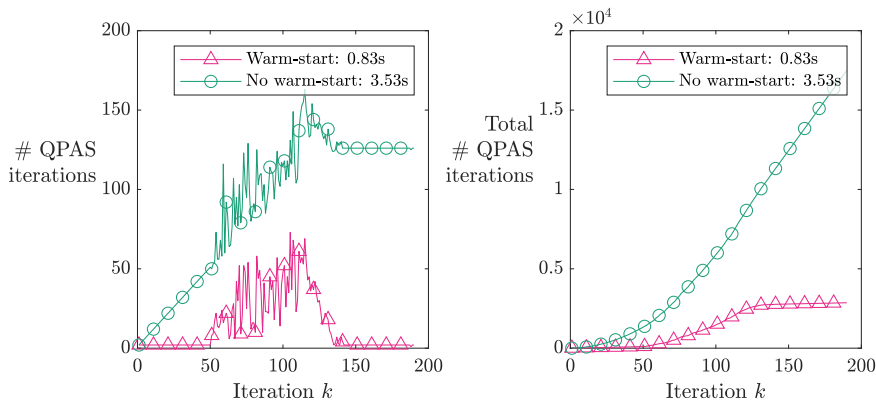 200
150
100
50
0
# QPAS
iterations
Warm-start: 0.83s
No warm-start: 3.53s
0 50 100 150 200
Iteration k
×10⁴
2
1.5
1
0.5
0
Total
# QPAS
iterations
Warm-start: 0.83s
No warm-start: 3.53s
0 50 100 150 200
Iteration k